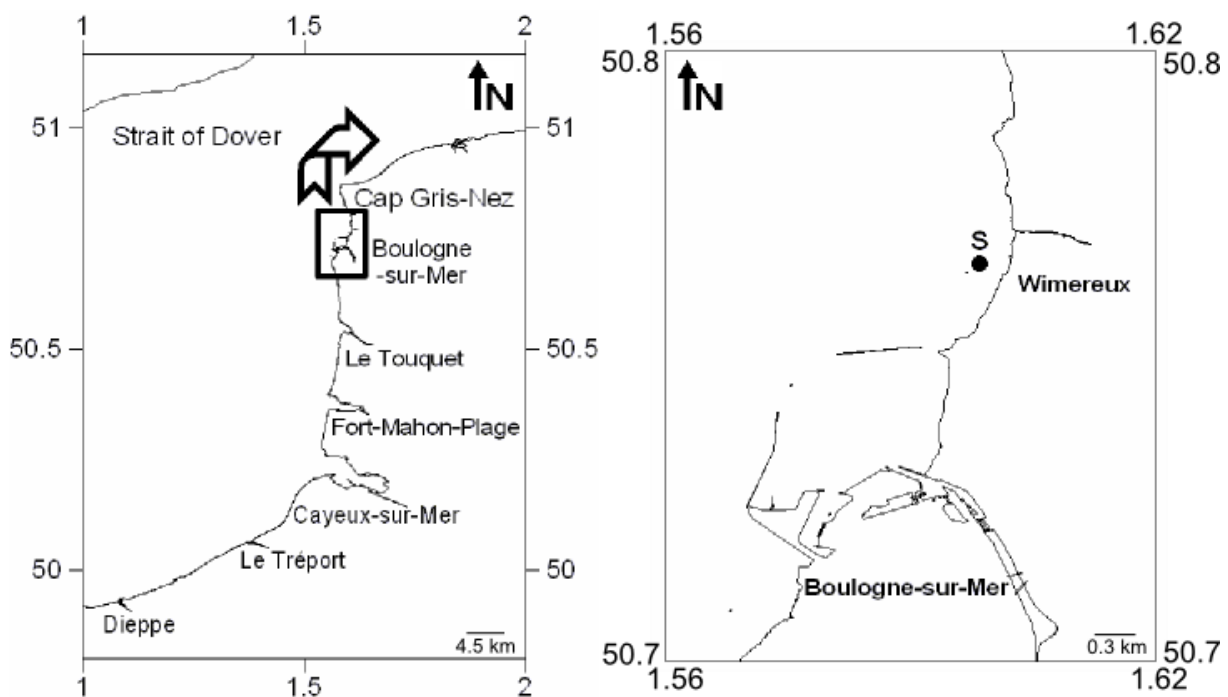 1
1.5
2
N
51
51
Strait of Dover
Cap Gris-Nez
Boulogne
-sur-Mer
50.5
50.5
Le Touquet
Fort-Mahon-Plage
Cayeux-sur-Mer
50
50
Le Tréport
Dieppe
4.5 km
1
1.5
2
1.56
1.62
50.8
50.8
N
S
Wimereux
Boulogne-sur-Mer
0.3 km
50.7
50.7
1.56
1.62